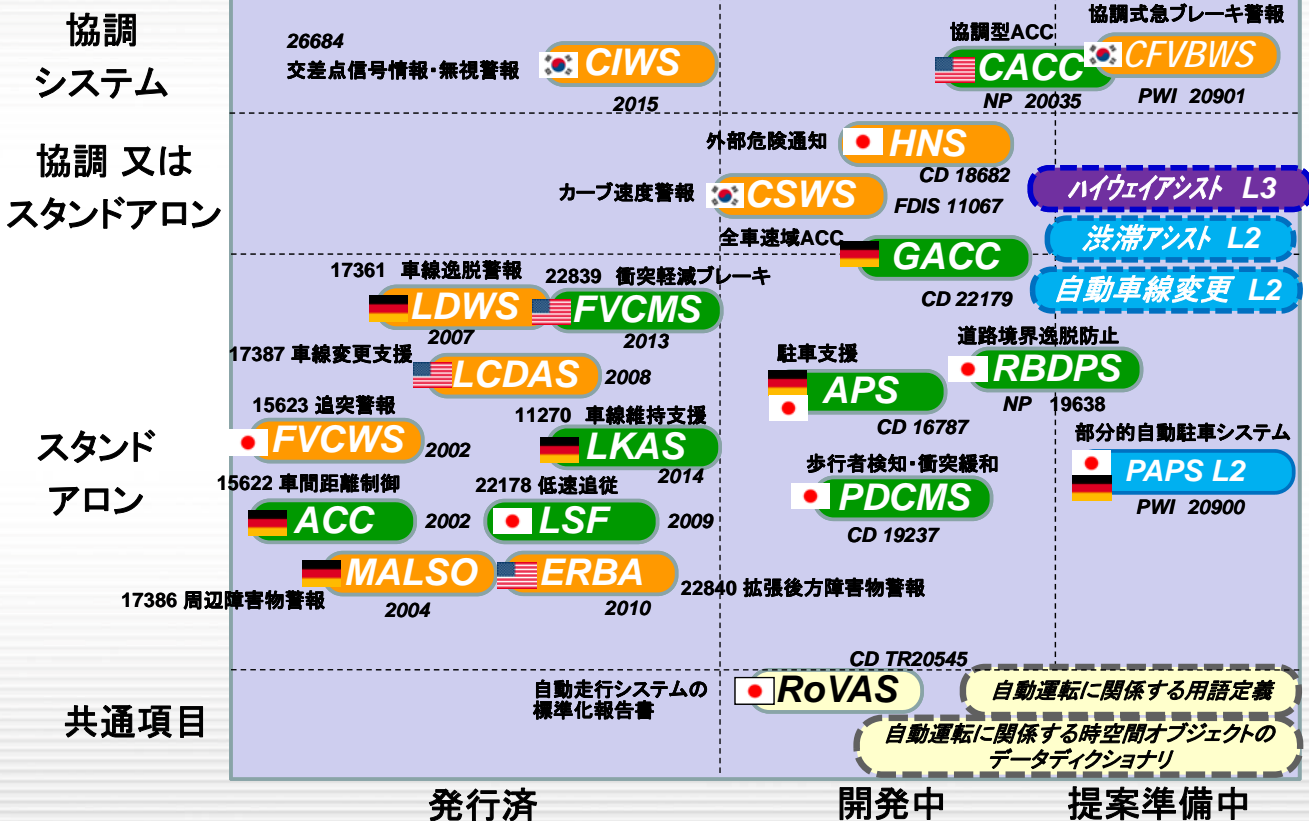 協調
システム
26684
交差点信号情報・無視警報
CIWS
2015
協調型ACC
CACC
NP 20035
協調式急ブレーキ警報
CFVBWS
PWI 20901
協調 又は
スタンドアロン
外部危険通知
HNS
CD 18682
カーブ速度警報
CSWS
FDIS 11067
全車速域ACC
GACC
CD 22179
ハイウェイアシスト L3
渋滞アシスト L2
自動車線変更 L2
スタンド
アロン
17361 車線逸脱警報
LDWS
2007
22839 衝突軽減ブレーキ
FVCMS
2013
17387 車線変更支援
LCDAS
2008
15623 追突警報
FVCWS
2002
11270 車線維持支援
LKAS
2014
15622 車間距離制御
ACC
2002
22178 低速追従
LSF
2009
MALSO
17386 周辺障害物警報
2004
ERBA
2010
22840 拡張後方障害物警報
駐車支援
APS
CD 16787
道路境界逸脱防止
RBDPS
NP 19638
歩行者検知・衝突緩和
PDCMS
CD 19237
部分的自動駐車システム
PAPS L2
PWI 20900
共通項目
自動走行システムの
標準化報告書
CD TR20545
RoVAS
自動運転に関係する用語定義
自動運転に関係する時空間オブジェクトの
データディクショナリ
発行済
開発中
提案準備中